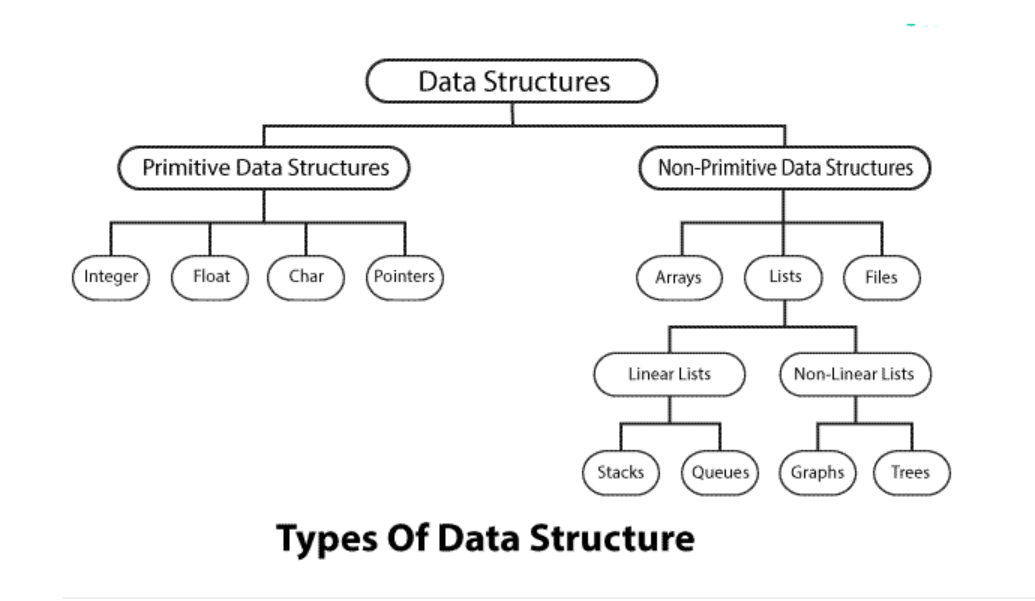 Data Structures
Primitive Data Structures
Non-Primitive Data Structures
Integer
Float
Char
Pointers
Arrays
Lists
Files
Linear Lists
Non-Linear Lists
Stacks
Queues
Graphs
Trees
Types Of Data Structure